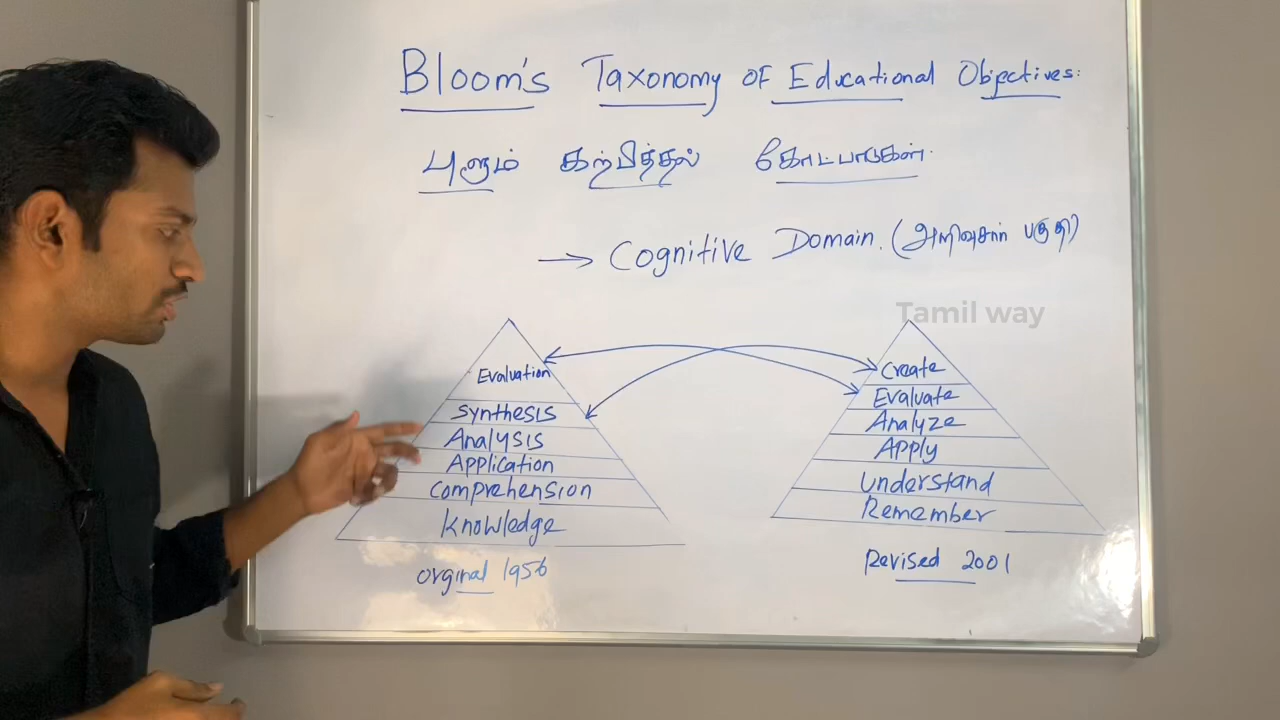 Bloom's Taxonomy of Educational Objectives:
புளூம் கற்பித்தல் கோட்பாடுகள்.
→ Cognitive Domain. (அறிவுசார் பகுதி)
Tamil way
Evaluation
Synthesis
Analysis
Application
Comprehension
Knowledge
orginal 1956
Create
Evaluate
Analyze
Apply
Understand
Remember
Revised 2001